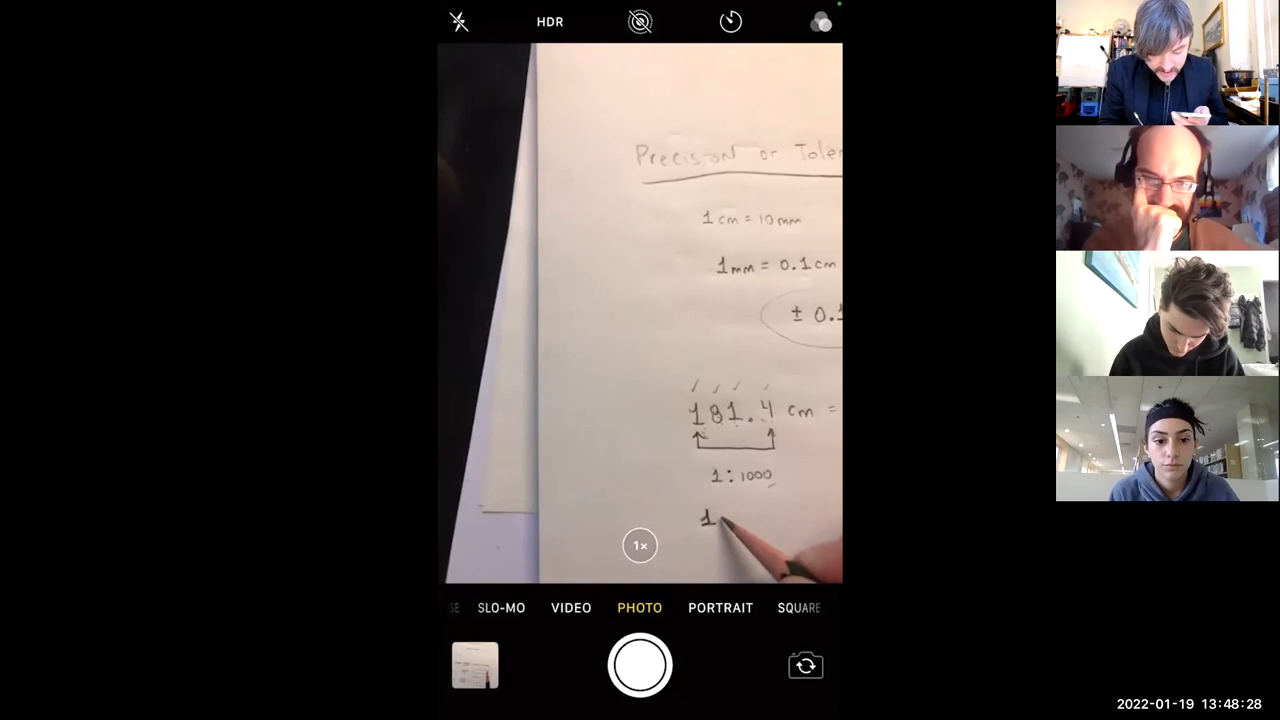 HDR
Precision or Toler
1 cm = 10 mm
1 mm = 0.1 cm
± 0.1
181.4 cm =
1 : 1000
1
1x
SLO-MO VIDEO PHOTO PORTRAIT SQUARE
2022-01-19 13:48:28